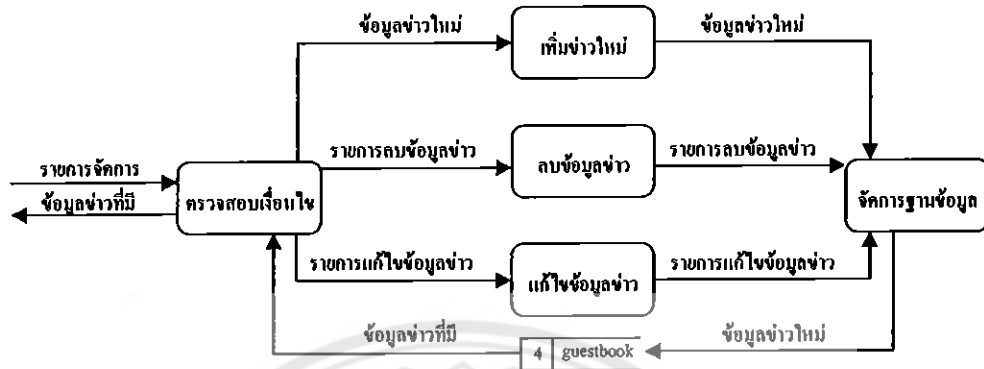 ข้อมูลข่าวใหม่
เพิ่มข่าวใหม่
ข้อมูลข่าวใหม่
รายการจัดการ
ข้อมูลข่าวที่มี
ตรวจสอบเงื่อนไข
รายการลบข้อมูลข่าว
ลบข้อมูลข่าว
รายการลบข้อมูลข่าว
จัดการฐานข้อมูล
รายการแก้ไขข้อมูลข่าว
แก้ไขข้อมูลข่าว
รายการแก้ไขข้อมูลข่าว
ข้อมูลข่าวที่มี
4 guestbook
ข้อมูลข่าวใหม่